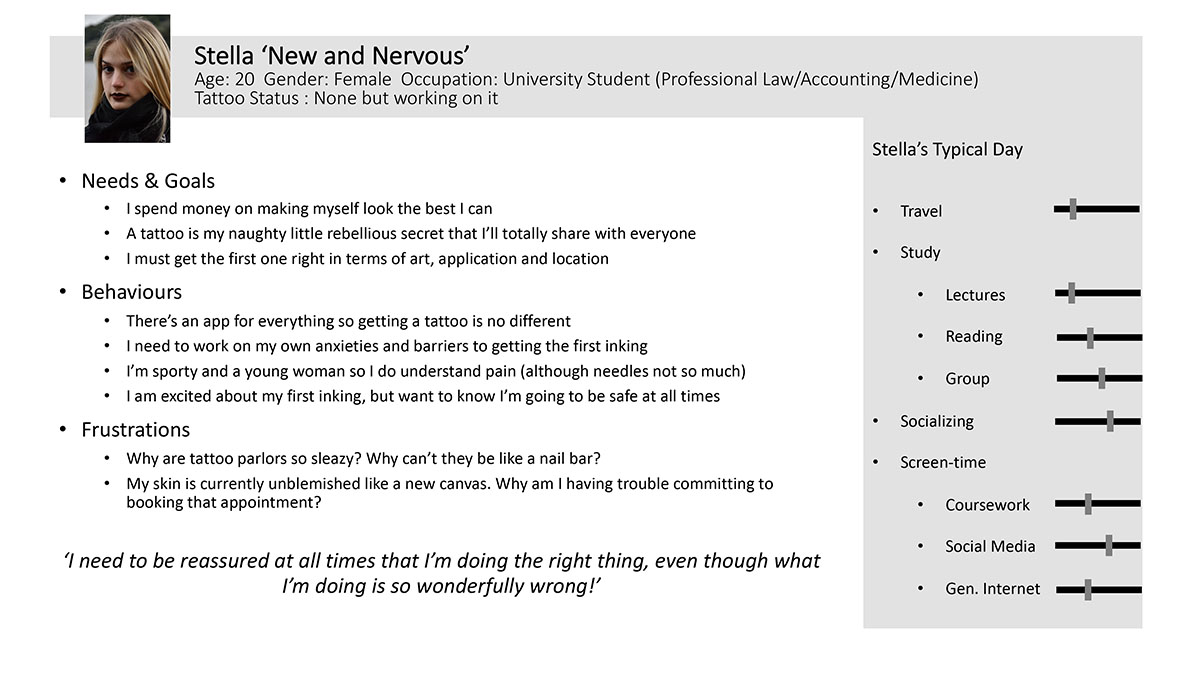 Stella ‘New and Nervous’
Age: 20 Gender: Female Occupation: University Student (Professional Law/Accounting/Medicine)
Tattoo Status : None but working on it
• Needs & Goals
• I spend money on making myself look the best I can
• A tattoo is my naughty little rebellious secret that I’ll totally share with everyone
• I must get the first one right in terms of art, application and location
• Behaviours
• There’s an app for everything so getting a tattoo is no different
• I need to work on my own anxieties and barriers to getting the first inking
• I’m sporty and a young woman so I do understand pain (although needles not so much)
• I am excited about my first inking, but want to know I’m going to be safe at all times
• Frustrations
• Why are tattoo parlors so sleazy? Why can’t they be like a nail bar?
• My skin is currently unblemished like a new canvas. Why am I having trouble committing to
booking that appointment?
‘I need to be reassured at all times that I’m doing the right thing, even though what
I’m doing is so wonderfully wrong!’
Stella’s Typical Day
• Travel
• Study
• Lectures
• Reading
• Group
• Socializing
• Screen-time
• Coursework
• Social Media
• Gen. Internet